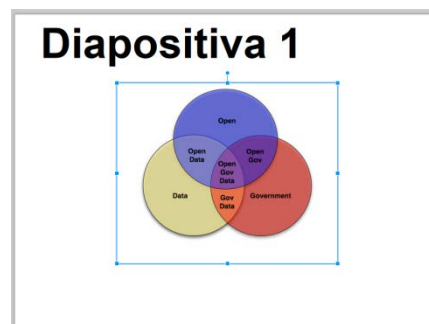 Diapositiva 1
Open
Open
Data
Open
Gov
Open
Gov
Data
Data
Gov
Data
Government